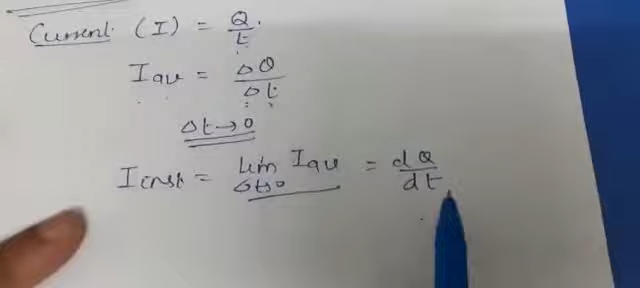 Current (I) = Q/t.
Iav = ΔQ/Δt
Δt→0
Iinst = lim Δt→0 Iav = dQ/dt